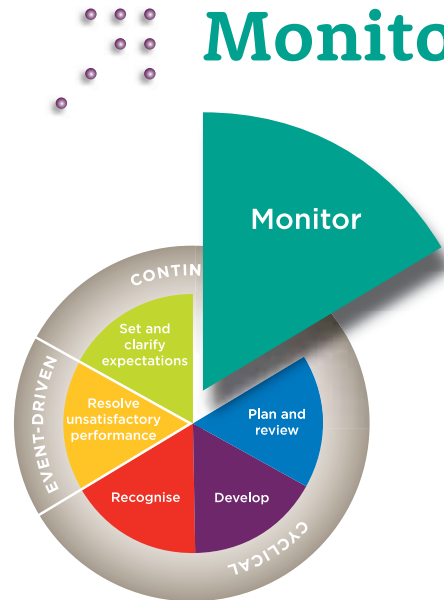 Monito
Monitor
CONTIN
Set and
clarify
expectations
EVENT-DRIVEN
Resolve
unsatisfactory
performance
Plan and
review
Recognise
Develop
CYCLICAL